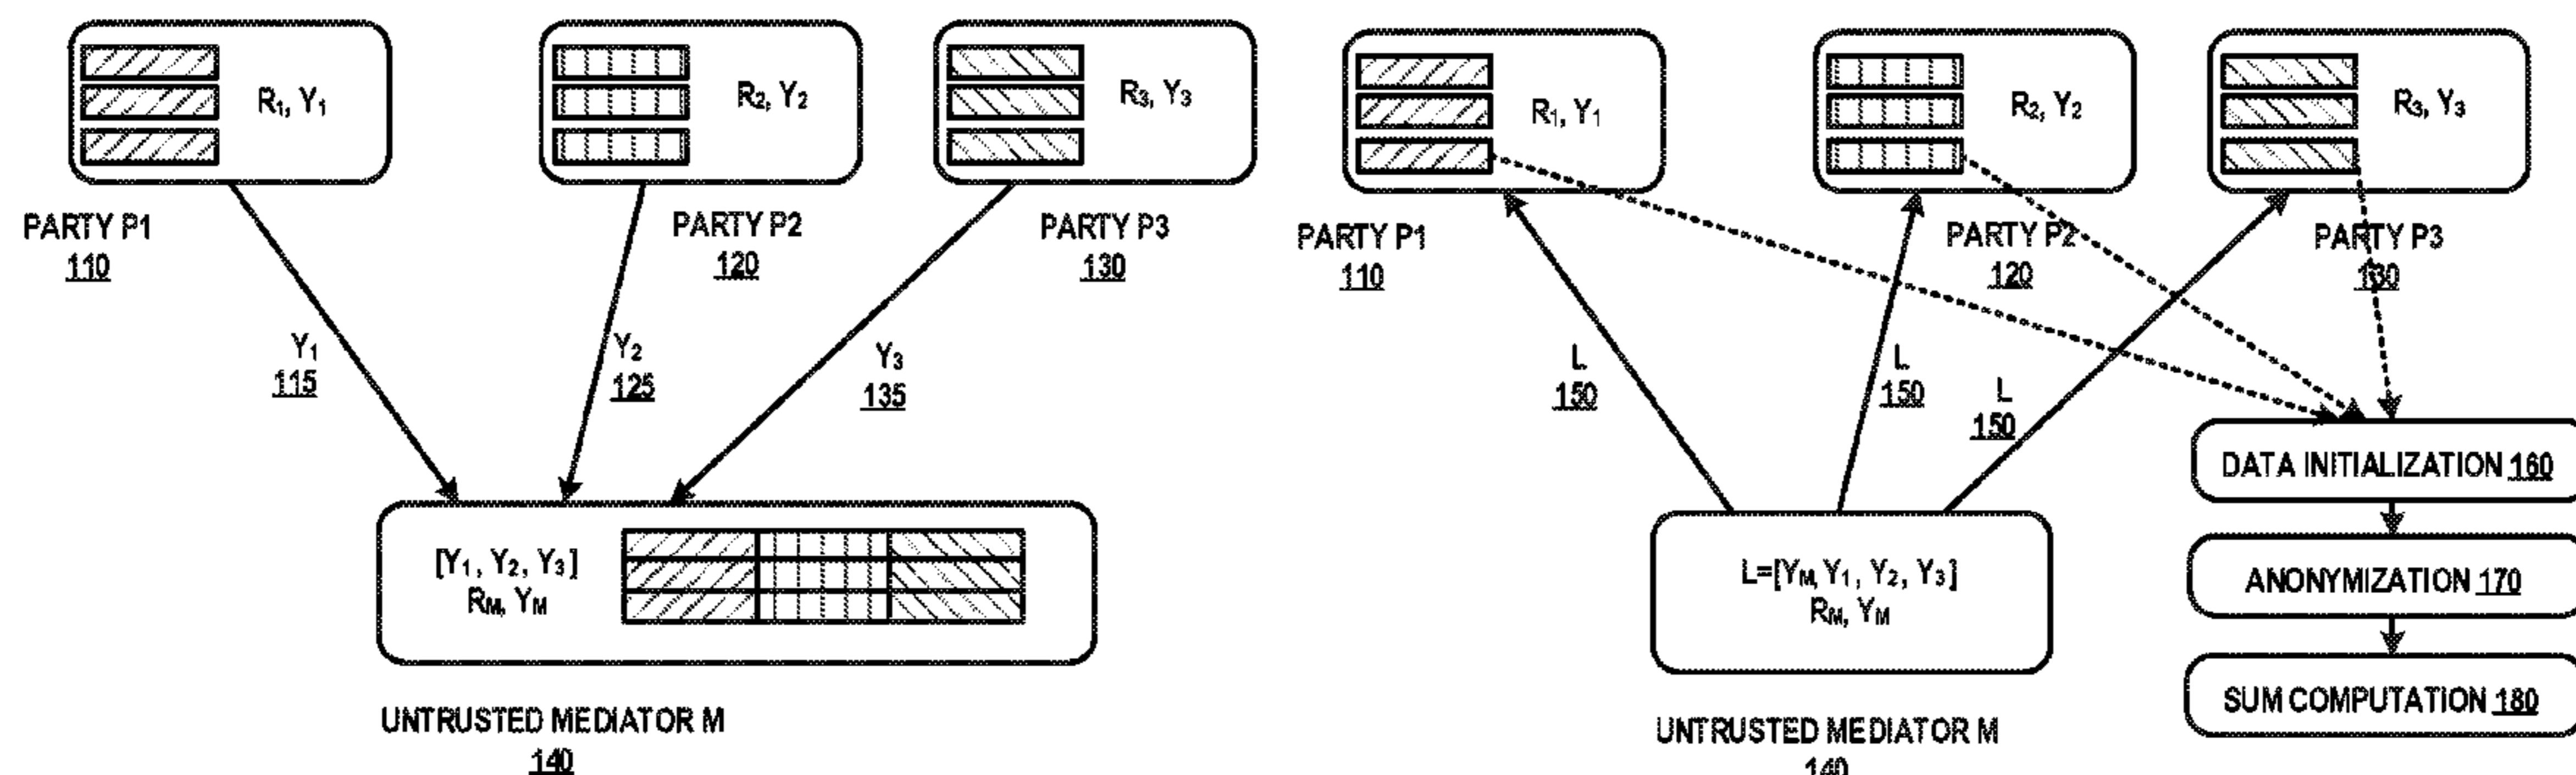 R₁, Y₁
R₂, Y₂
R₃, Y₃
PARTY P1
110
PARTY P2
120
PARTY P3
130
Y₁
115
Y₂
125
Y₃
135
[Y₁, Y₂, Y₃]
R_M, Y_M
UNTRUSTED MEDIATOR M
140
R₁, Y₁
R₂, Y₂
R₃, Y₃
PARTY P1
110
PARTY P2
120
PARTY P3
130
L
150
L
150
L
150
L=[Y_M, Y₁, Y₂, Y₃]
R_M, Y_M
UNTRUSTED MEDIATOR M
140
DATA INITIALIZATION 160
ANONYMIZATION 170
SUM COMPUTATION 180